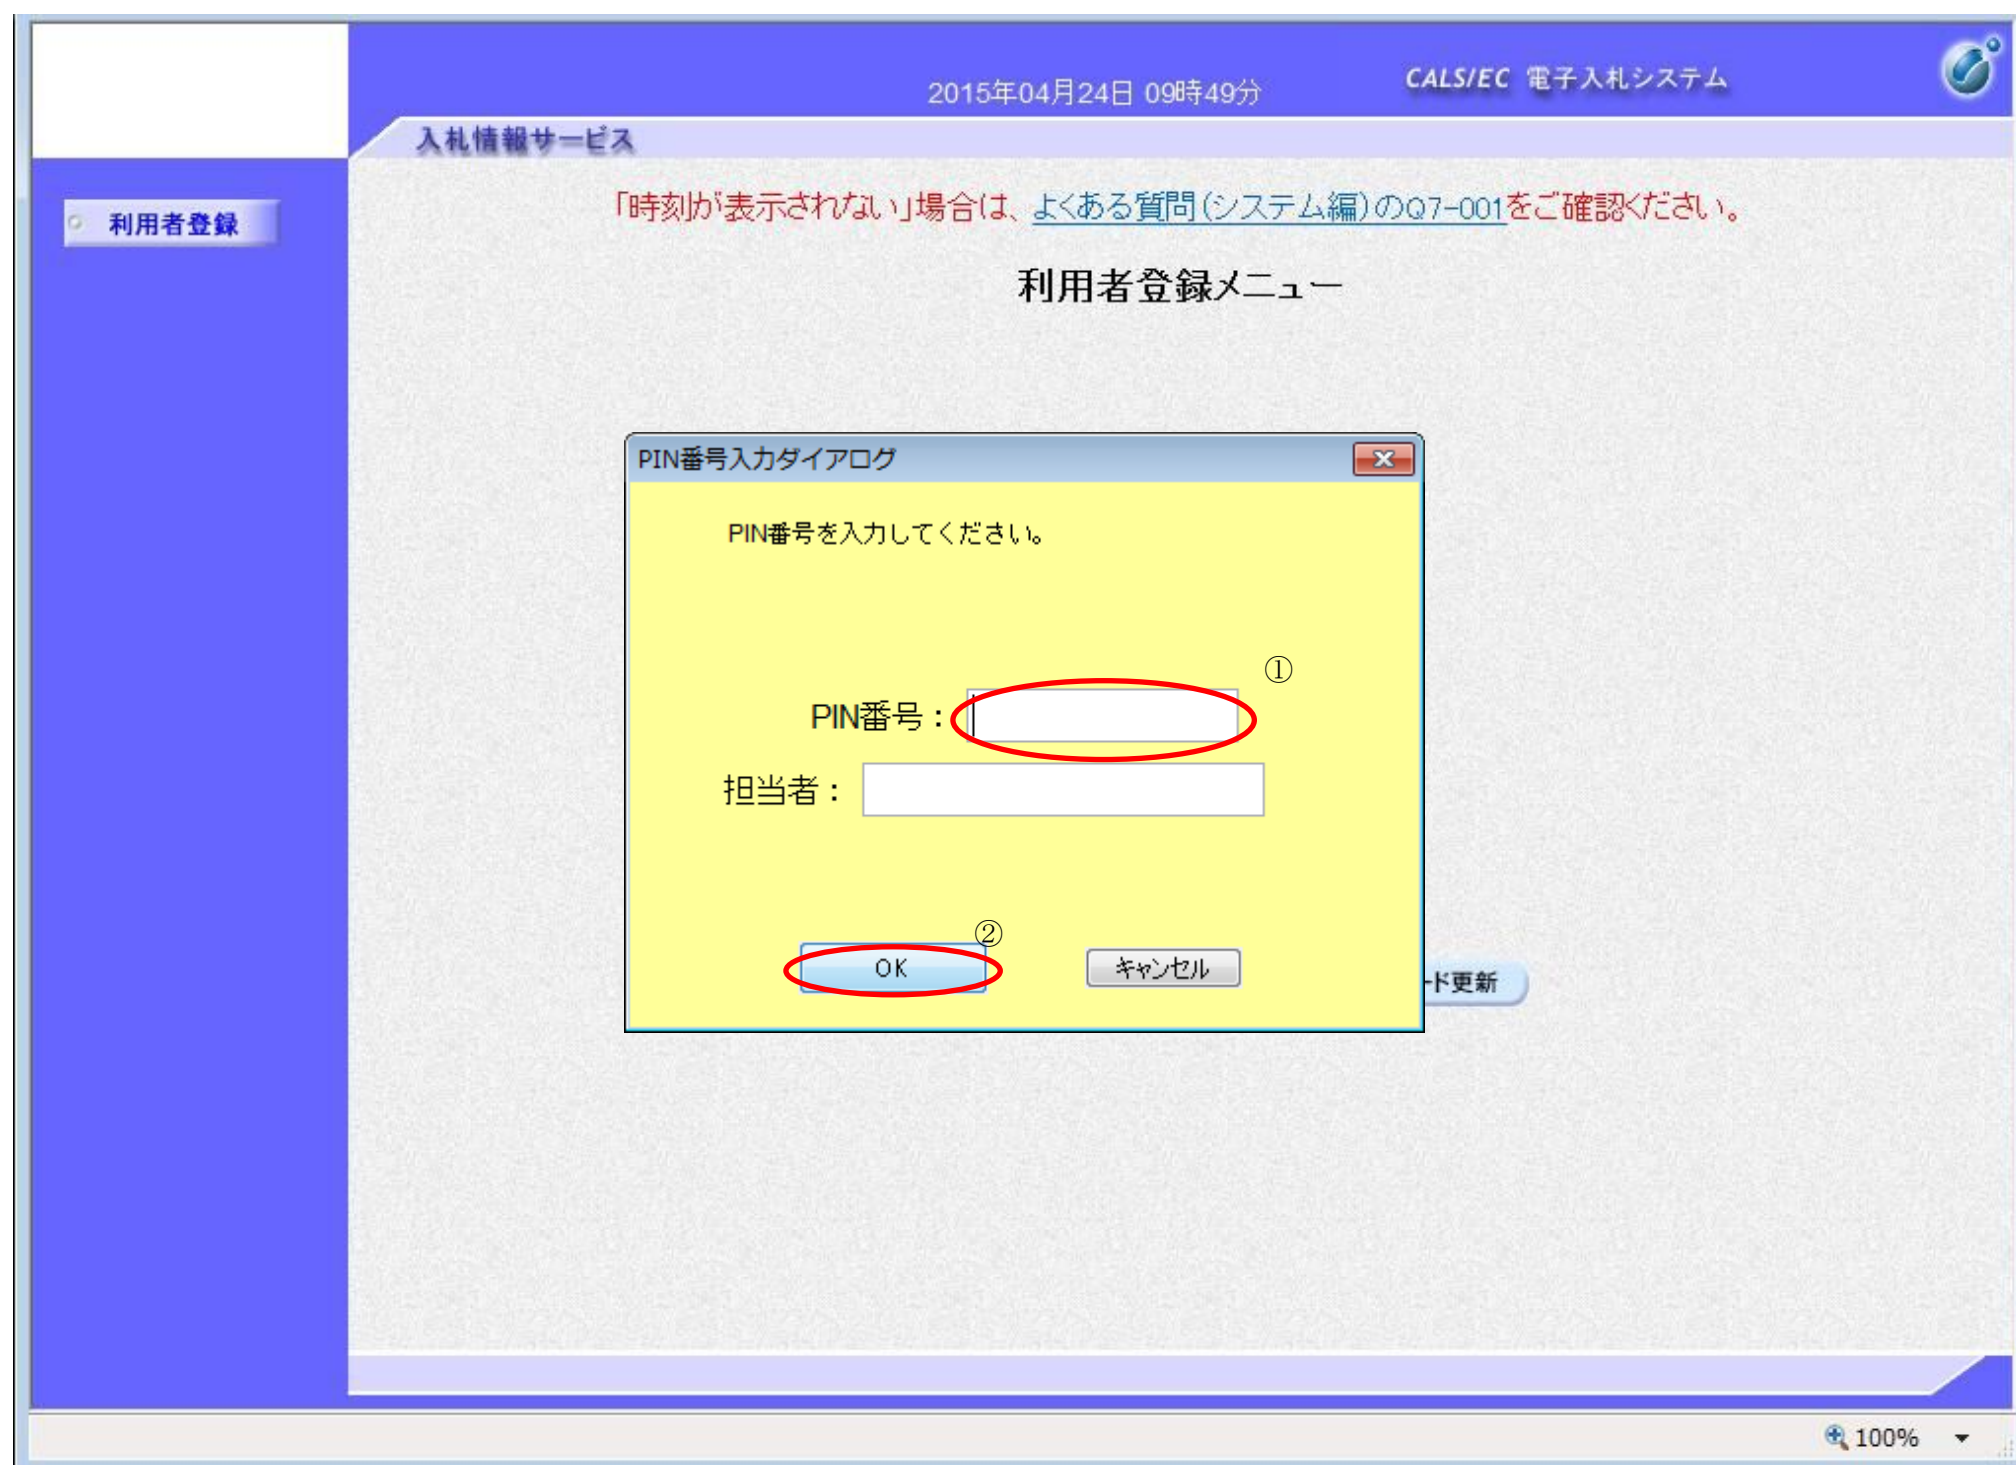 2015年04月24日 09時49分
CALS/EC 電子入札システム
入札情報サービス
利用者登録
「時刻が表示されない」場合は、よくある質問(システム編)のQ7-001をご確認ください。
利用者登録メニュー
PIN番号入力ダイアログ
PIN番号を入力してください。
①
PIN番号：
担当者：
②
OK
キャンセル
ード更新
100%